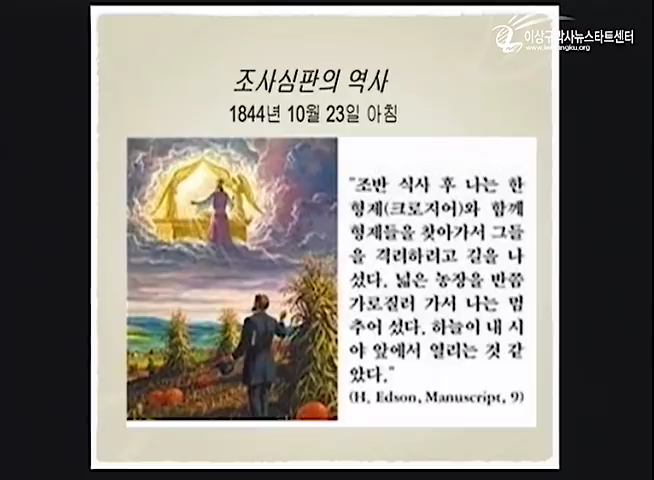 이상구박사뉴스타트센터
조사심판의 역사
1844년 10월 23일 아침
"조반 식사 후 나는 한
형제(크로지어)와 함께
형제들을 찾아가서 그들
을 격려하려고 길을 나
섰다. 넓은 농장을 반쯤
가로질러 가서 나는 멈
추어 섰다. 하늘이 내 시
야 앞에서 열리는 것 같
았다."
(H. Edson, Manuscript, 9)